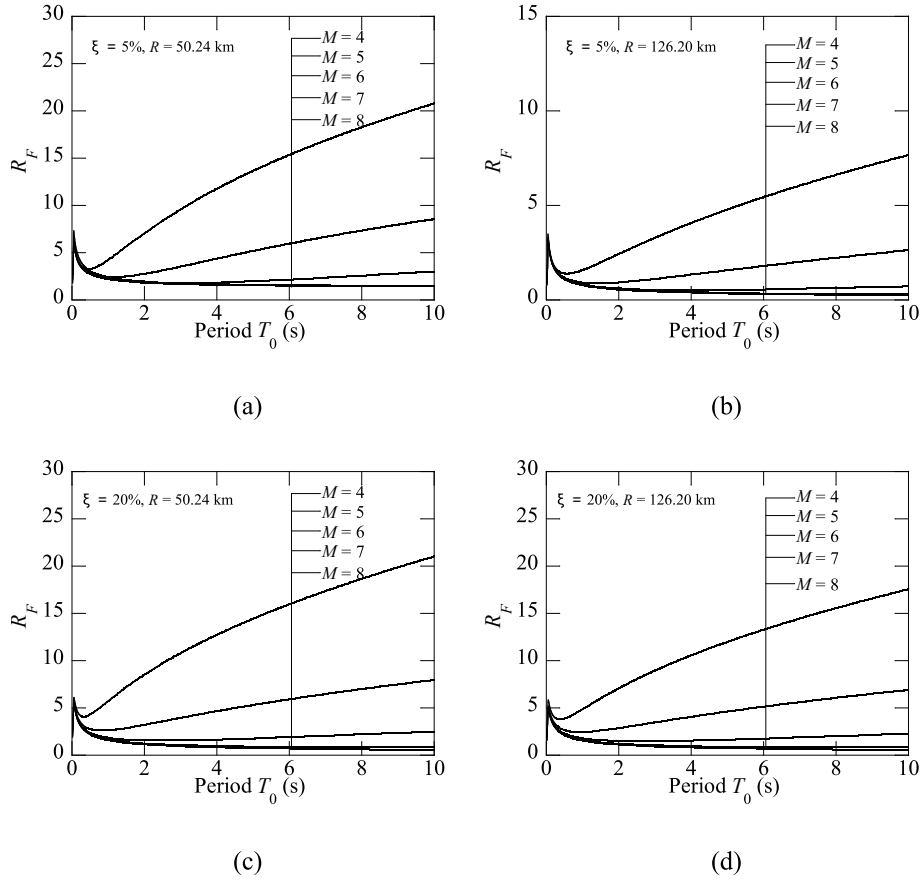 30
25
20
15
10
5
0
R_F
ξ = 5%, R = 50.24 km
M = 4
M = 5
M = 6
M = 7
M = 8
0 2 4 6 8 10
Period T_0 (s)
(a)
15
10
5
0
R_F
ξ = 5%, R = 126.20 km
M = 4
M = 5
M = 6
M = 7
M = 8
0 2 4 6 8 10
Period T_0 (s)
(b)
30
25
20
15
10
5
0
R_F
ξ = 20%, R = 50.24 km
M = 4
M = 5
M = 6
M = 7
M = 8
0 2 4 6 8 10
Period T_0 (s)
(c)
30
25
20
15
10
5
0
R_F
ξ = 20%, R = 126.20 km
M = 4
M = 5
M = 6
M = 7
M = 8
0 2 4 6 8 10
Period T_0 (s)
(d)